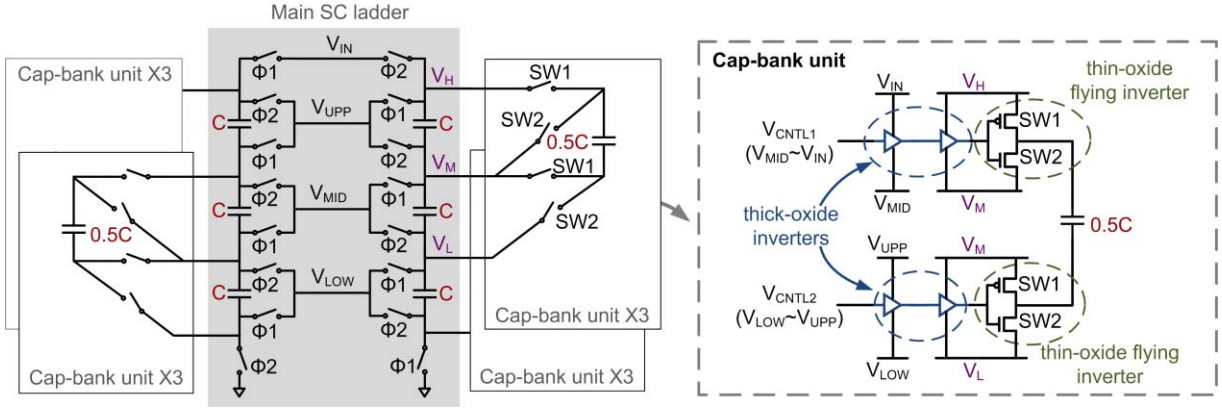 Main SC ladder
V_IN
Φ1
Φ2
Cap-bank unit X3
V_H
SW1
Φ2
V_UPP
Φ1
C
C
SW2
0.5C
Φ1
Φ2
V_M
SW1
Φ2
V_MID
Φ1
C
C
SW2
0.5C
Φ1
Φ2
V_L
Φ2
V_LOW
Φ1
C
C
Φ1
Φ2
Cap-bank unit X3
Φ2
Φ1
Cap-bank unit X3
Cap-bank unit X3
Cap-bank unit
thin-oxide
flying inverter
V_IN
V_H
SW1
V_CNTL1
(V_MID~V_IN)
SW2
V_MID
V_M
thick-oxide
inverters
0.5C
V_UPP
V_M
SW1
V_CNTL2
(V_LOW~V_UPP)
SW2
V_LOW
V_L
thin-oxide flying
inverter